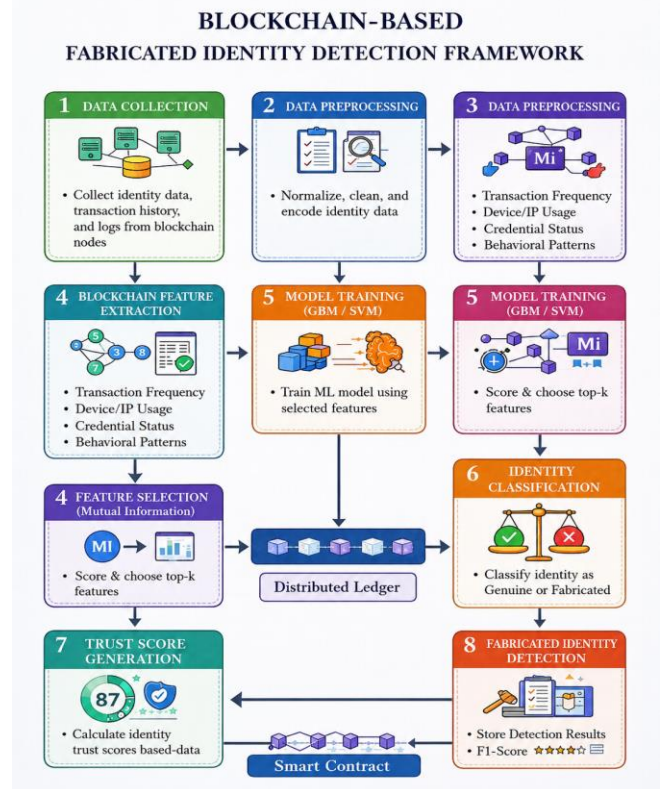 BLOCKCHAIN-BASED
FABRICATED IDENTITY DETECTION FRAMEWORK
1 DATA COLLECTION
• Collect identity data,
transaction history,
and logs from blockchain
nodes
2 DATA PREPROCESSING
• Normalize, clean, and
encode identity data
3 DATA PREPROCESSING
Mi
• Transaction Frequency
• Device/IP Usage
• Credential Status
• Behavioral Patterns
4 BLOCKCHAIN FEATURE
EXTRACTION
5
3
8
7
• Transaction Frequency
• Device/IP Usage
• Credential Status
• Behavioral Patterns
5 MODEL TRAINING
(GBM / SVM)
• Train ML model using
selected features
5 MODEL TRAINING
(GBM / SVM)
Mi
• Score & choose top-k
features
4 FEATURE SELECTION
(Mutual Information)
MI
• Score & choose top-k
features
Distributed Ledger
6 IDENTITY
CLASSIFICATION
• Classify identity as
Genuine or Fabricated
7 TRUST SCORE
GENERATION
87
• Calculate identity
trust scores based-data
Smart Contract
8 FABRICATED IDENTITY
DETECTION
• Store Detection Results
• F1-Score